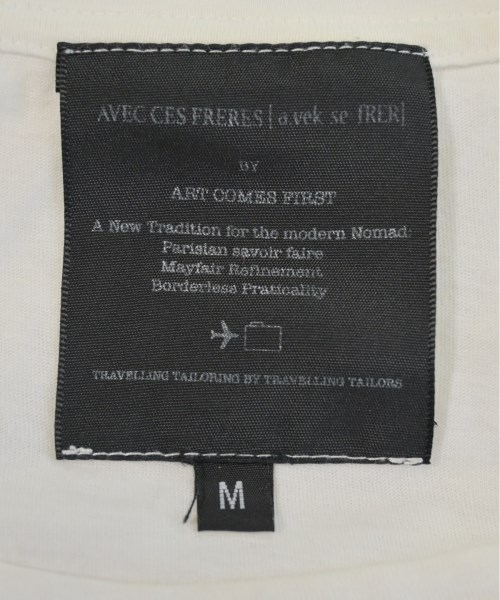 AVEC CES FRERES [a.vek se fRER]
BY
ART COMES FIRST
A New Tradition for the modern Nomad:
Parisian savoir faire
Mayfair Refinement
Borderless Praticality
TRAVELLING TAILORING BY TRAVELLING TAILORS
M